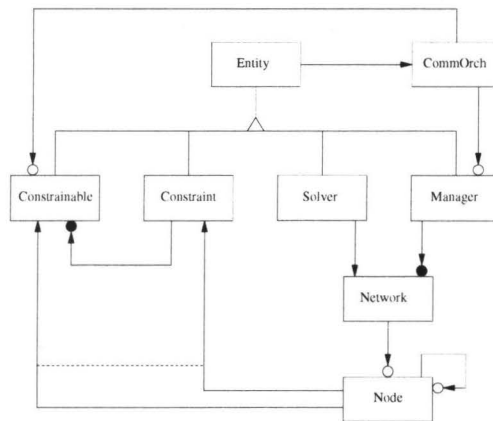 Entity
CommOrch
Constrainable
Constraint
Solver
Manager
Network
Node